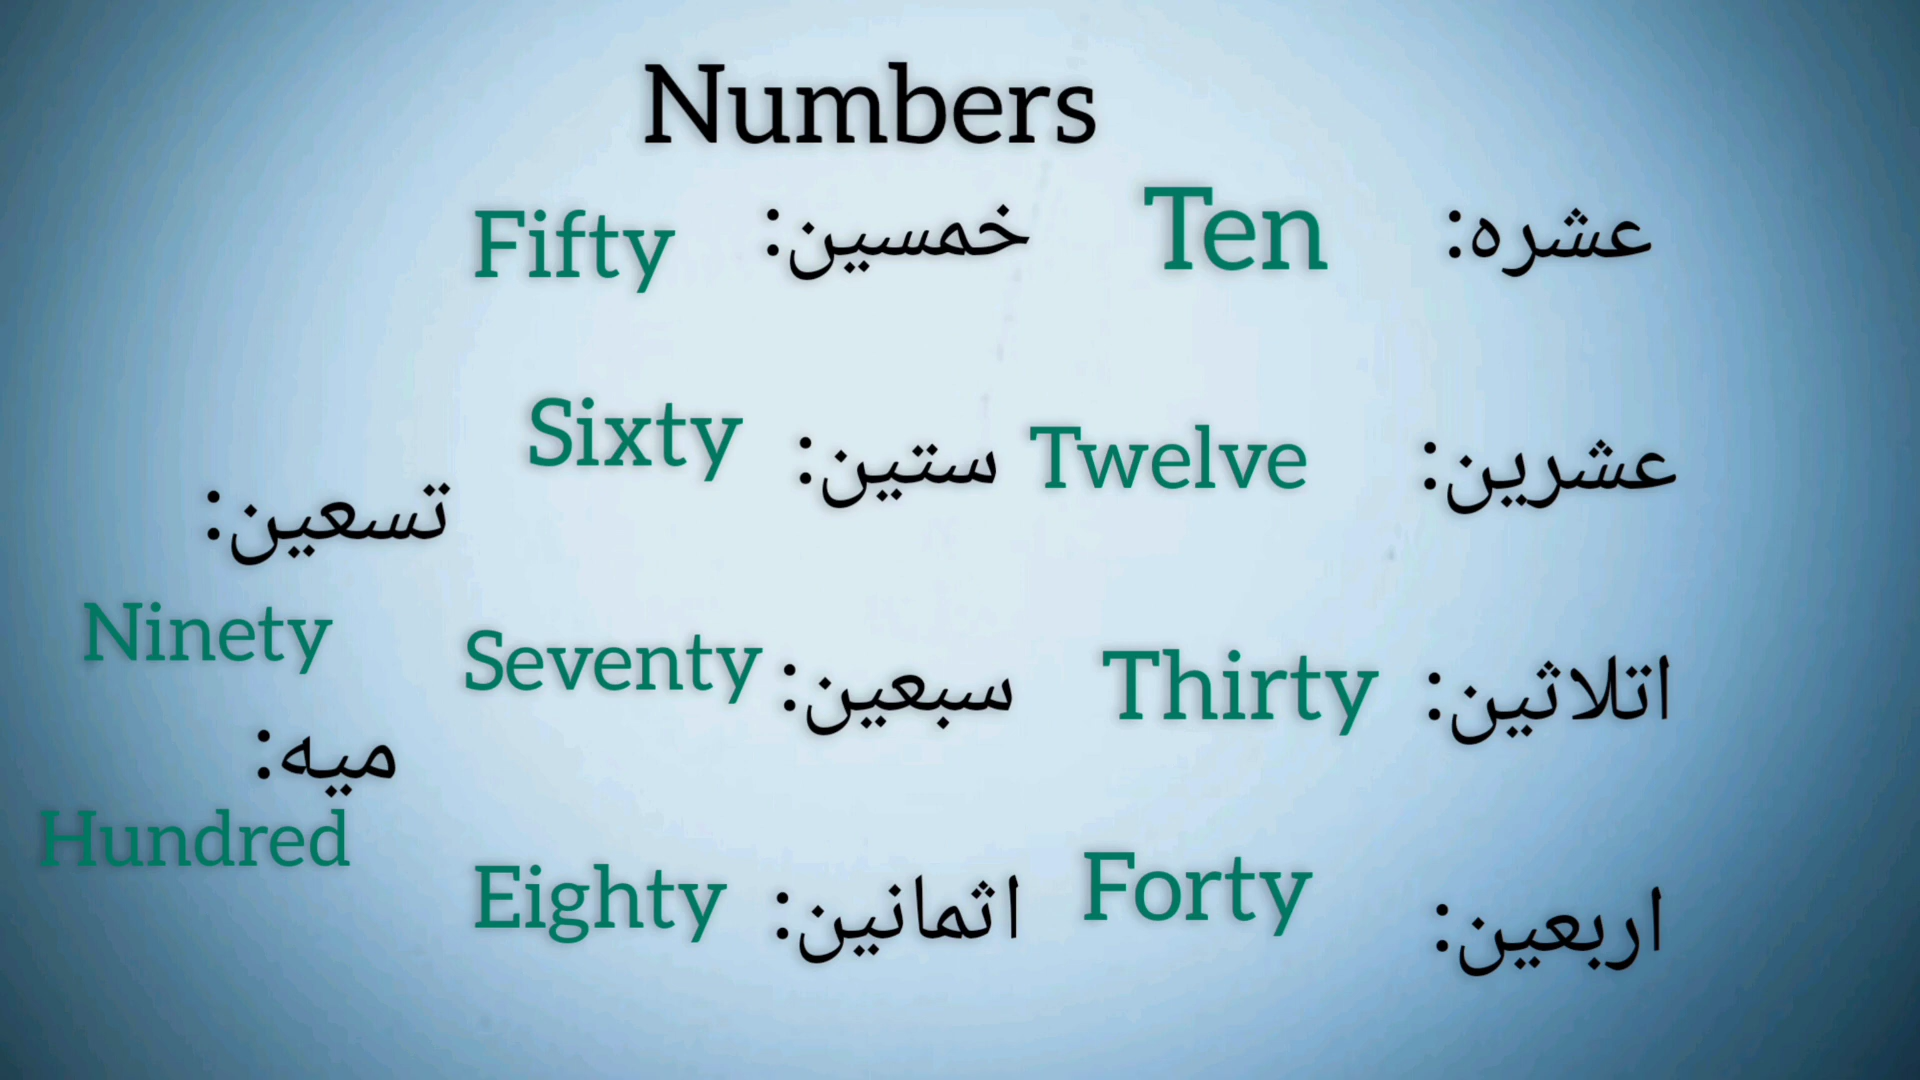 Numbers
عشره: Ten
خمسين: Fifty
عشرين: Twelve
ستين: Sixty
تسعين:
Ninety
اتلاثين: Thirty
سبعين: Seventy
ميه:
Hundred
اربعين: Forty
اثمانين: Eighty